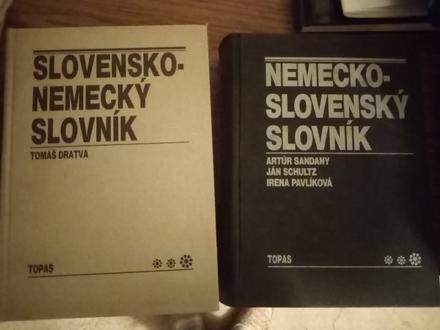 SLOVENSKO-
NEMECKÝ
SLOVNÍK
TOMÁŠ DRATVA
TOPAS
NEMECKO-
SLOVENSKÝ
SLOVNÍK
ARTÚR SANDANY
JÁN SCHULTZ
IRENA PAVLÍKOVÁ
TOPAS